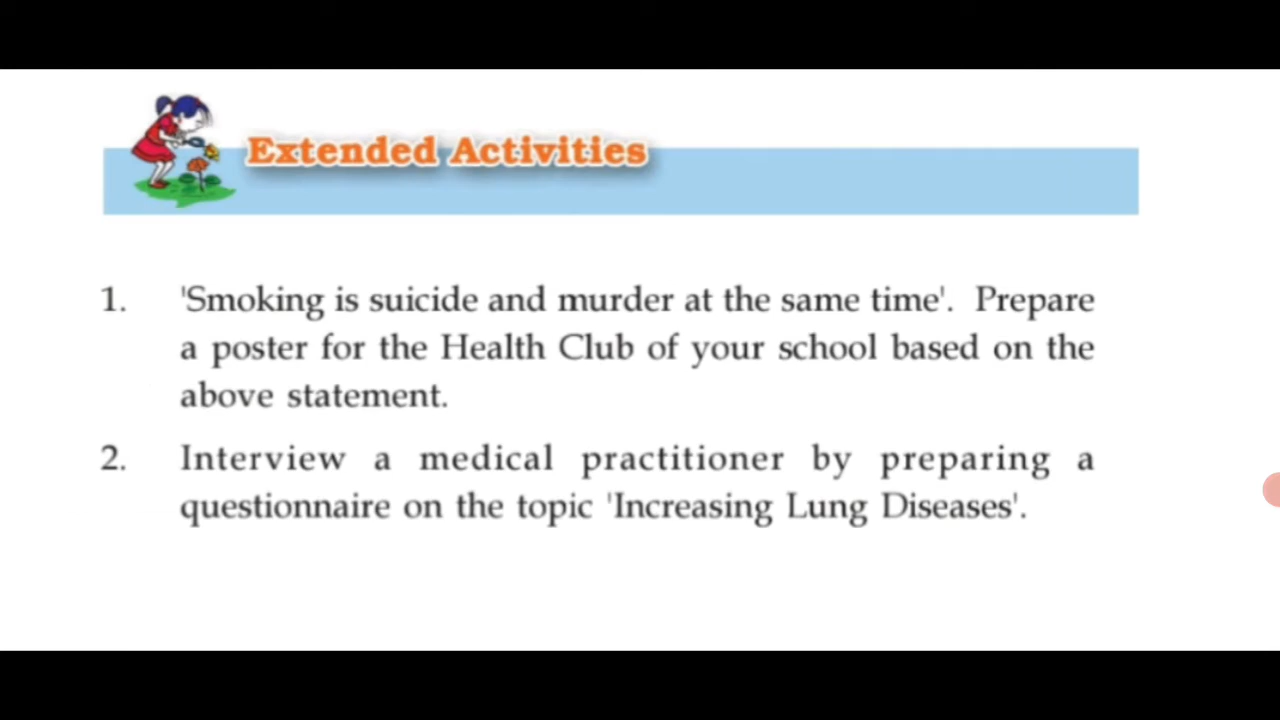 Extended Activities
1. 'Smoking is suicide and murder at the same time'. Prepare
a poster for the Health Club of your school based on the
above statement.
2. Interview a medical practitioner by preparing a
questionnaire on the topic 'Increasing Lung Diseases'.